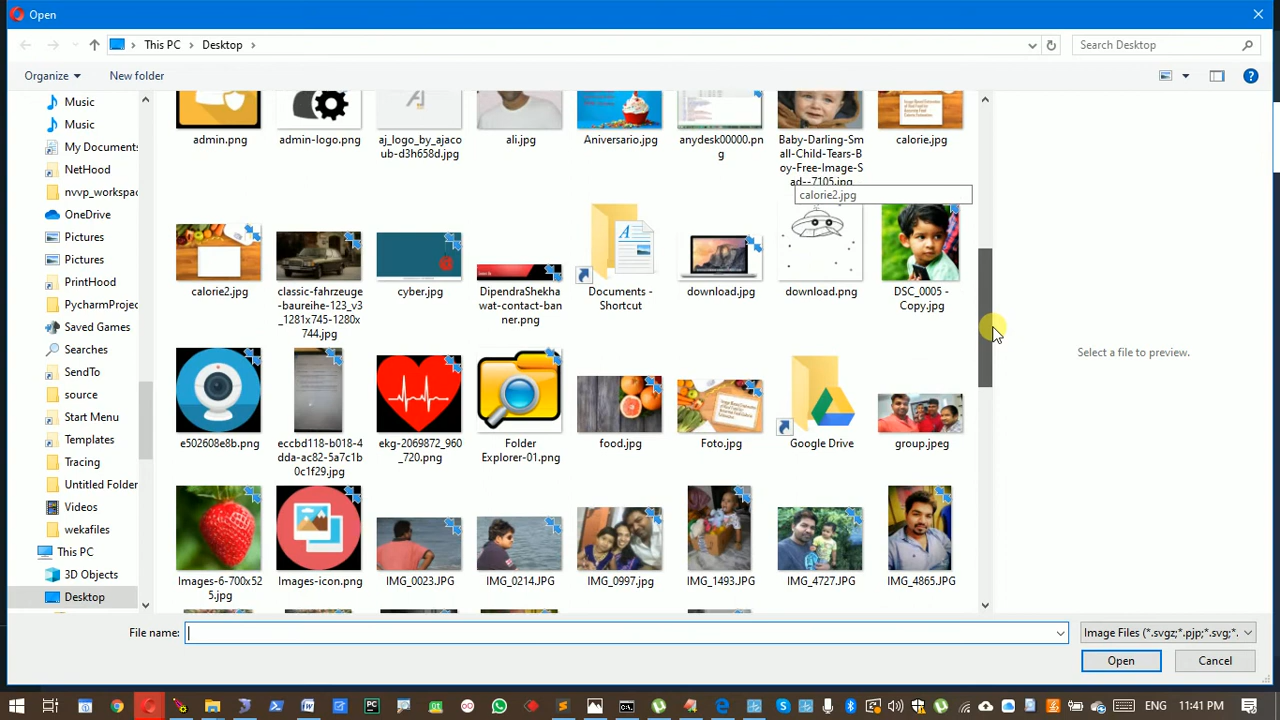 Open
This PC
Desktop
Search Desktop
Organize
New folder
Music
Music
My Documents
NetHood
nvvp_workspac
OneDrive
Pictures
Pictures
PrintHood
PycharmProjec
Saved Games
Searches
SendTo
source
Start Menu
Templates
Tracing
Untitled Folder
Videos
wekafiles
This PC
3D Objects
Desktop
admin.png
admin-logo.png
aj_logo_by_ajaco
ub-d3h658d.jpg
ali.jpg
Aniversario.jpg
anydesk00000.pn
g
Baby-Darling-Sm
all-Child-Tears-B
oy-Free-Image-S
ad--7105.jpg
calorie.jpg
calorie2.jpg
calorie2.jpg
classic-fahrzeuge
-baureihe-123_v3
_1281x745-1280x
744.jpg
cyber.jpg
DipendraShekha
wat-contact-ban
ner.png
Documents -
Shortcut
download.jpg
download.png
DSC_0005 -
Copy.jpg
e502608e8b.png
eccbd118-b018-4
dda-ac82-5a7c1b
0c1f29.jpg
ekg-2069872_960
_720.png
Folder
Explorer-01.png
food.jpg
Foto.jpg
Google Drive
group.jpeg
Images-6-700x52
5.jpg
Images-icon.png
IMG_0023.JPG
IMG_0214.JPG
IMG_0997.jpg
IMG_1493.JPG
IMG_4727.JPG
IMG_4865.JPG
Select a file to preview.
File name:
Image Files (*.svgz;*.pjp;*.svg;*.
Open
Cancel
11:41 PM